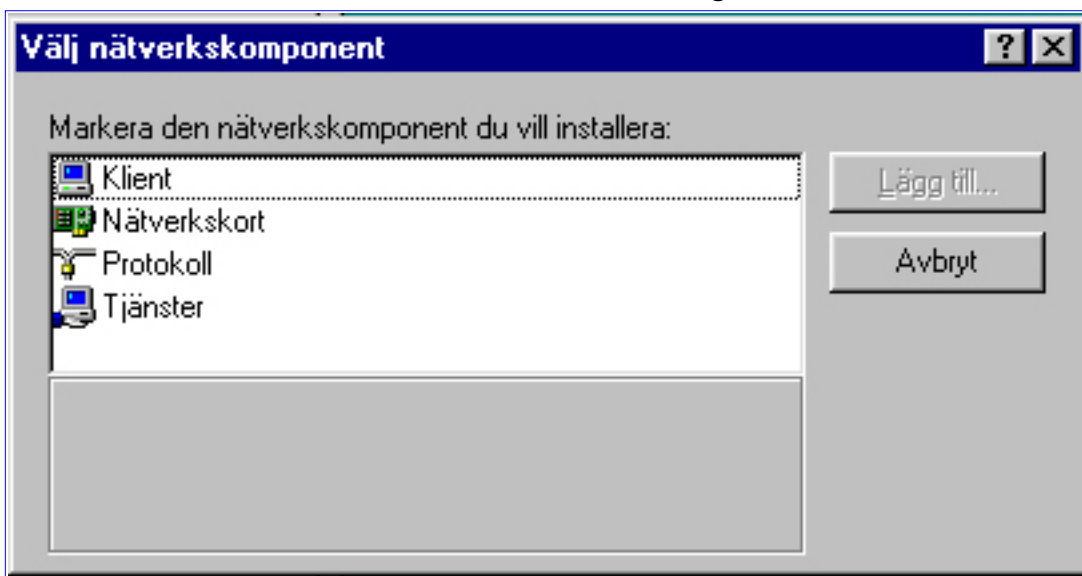 Välj nätverkskomponent
Markera den nätverkskomponent du vill installera:
Klient
Nätverkskort
Protokoll
Tjänster
Lägg till...
Avbryt